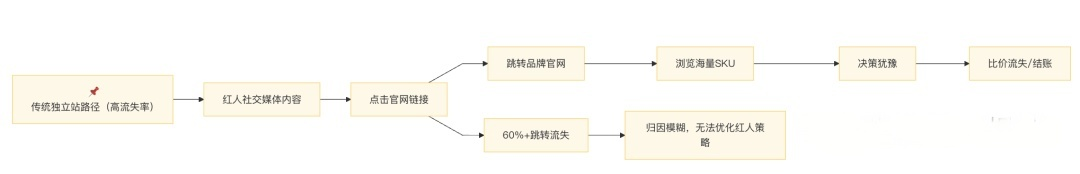 传统独立站路径（高流失率）
红人社交媒体内容
点击官网链接
跳转品牌官网
浏览海量SKU
决策犹豫
比价流失/结账
60%+跳转流失
归因模糊，无法优化红人策
略